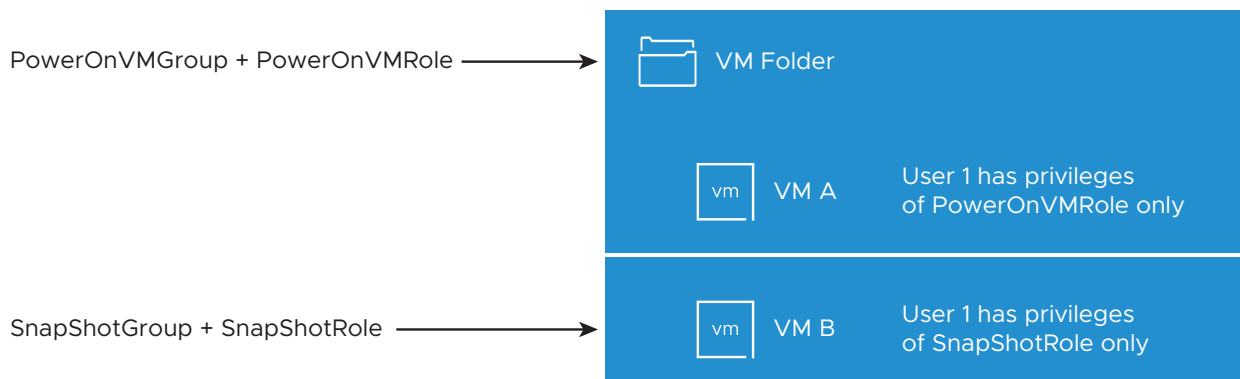 PowerOnVMGroup + PowerOnVMRole
VM Folder
vm
VM A
User 1 has privileges
of PowerOnVMRole only
SnapShotGroup + SnapShotRole
vm
VM B
User 1 has privileges
of SnapShotRole only